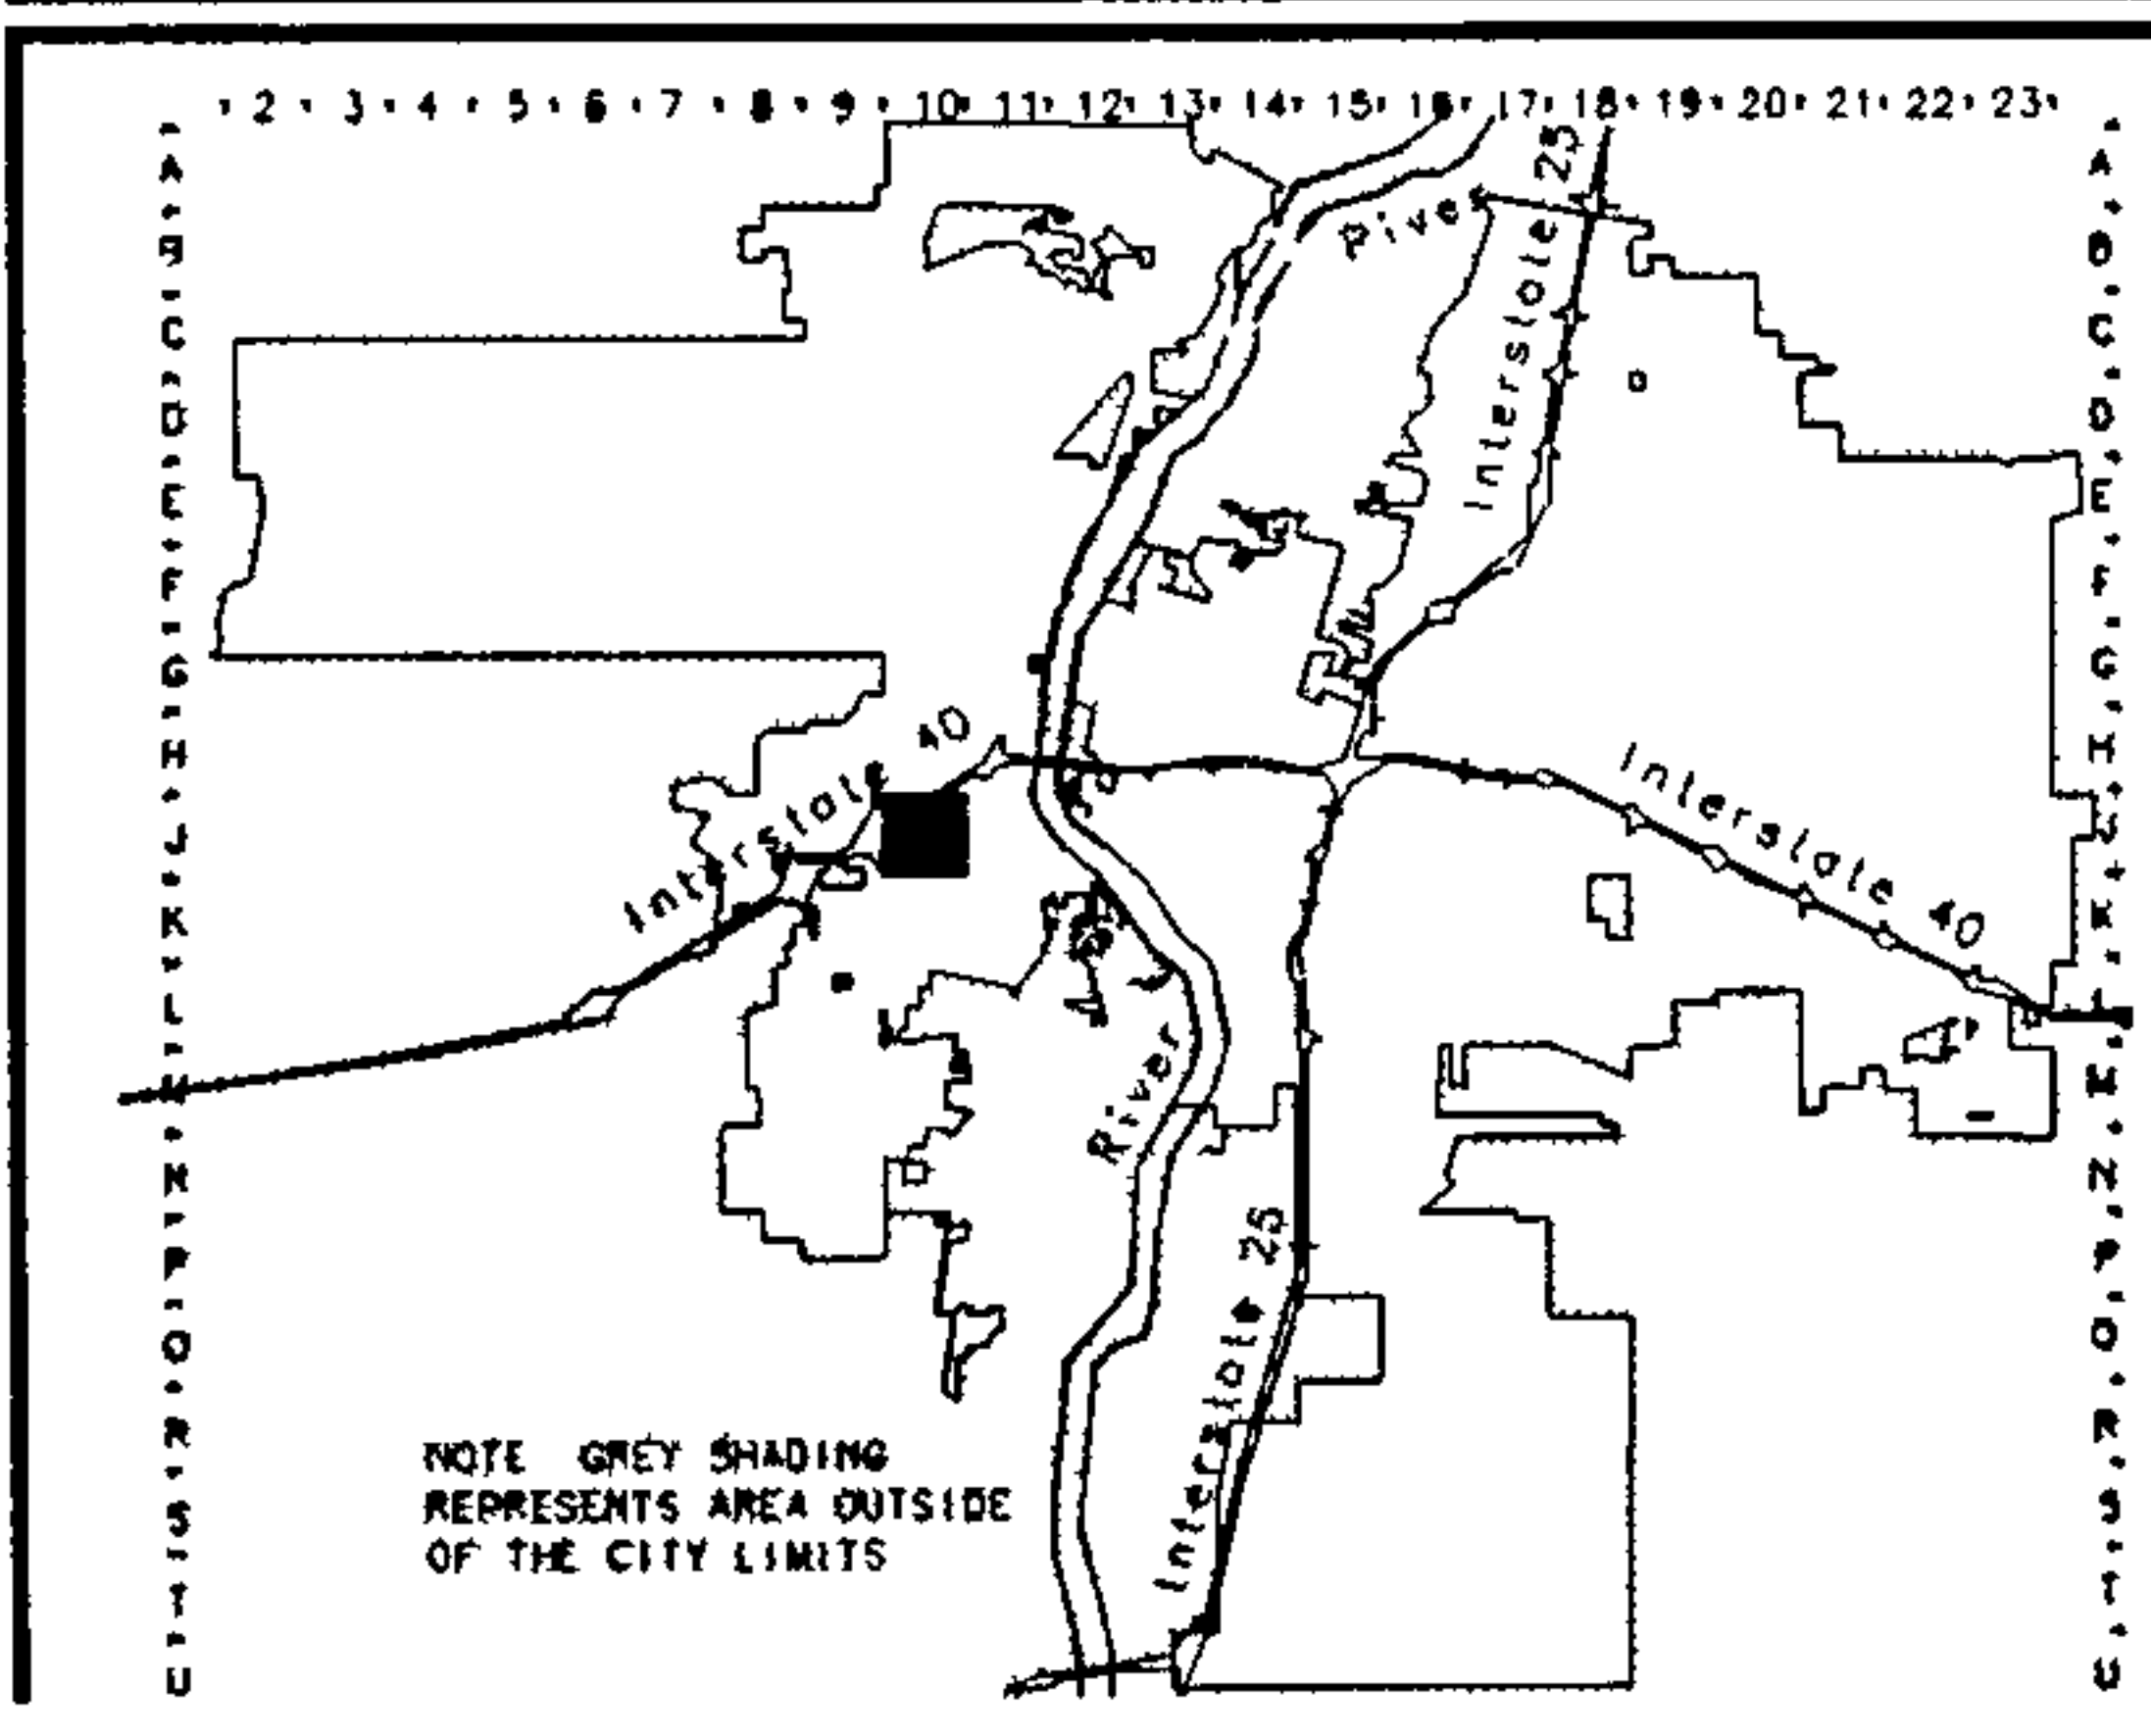 2 3 4 5 6 7 8 9 10 11 12 13 14 15 16 17 18 19 20 21 22 23
A
B
C
D
E
F
G
H
J
K
L
M
N
P
Q
R
S
T
U
A
B
C
D
E
F
G
H
J
K
L
M
N
P
Q
R
S
T
U
River
Interstate 25
Interstate 40
Interstate 40
River
Interstate 25
NOTE GREY SHADING
REPRESENTS AREA OUTSIDE
OF THE CITY LIMITS